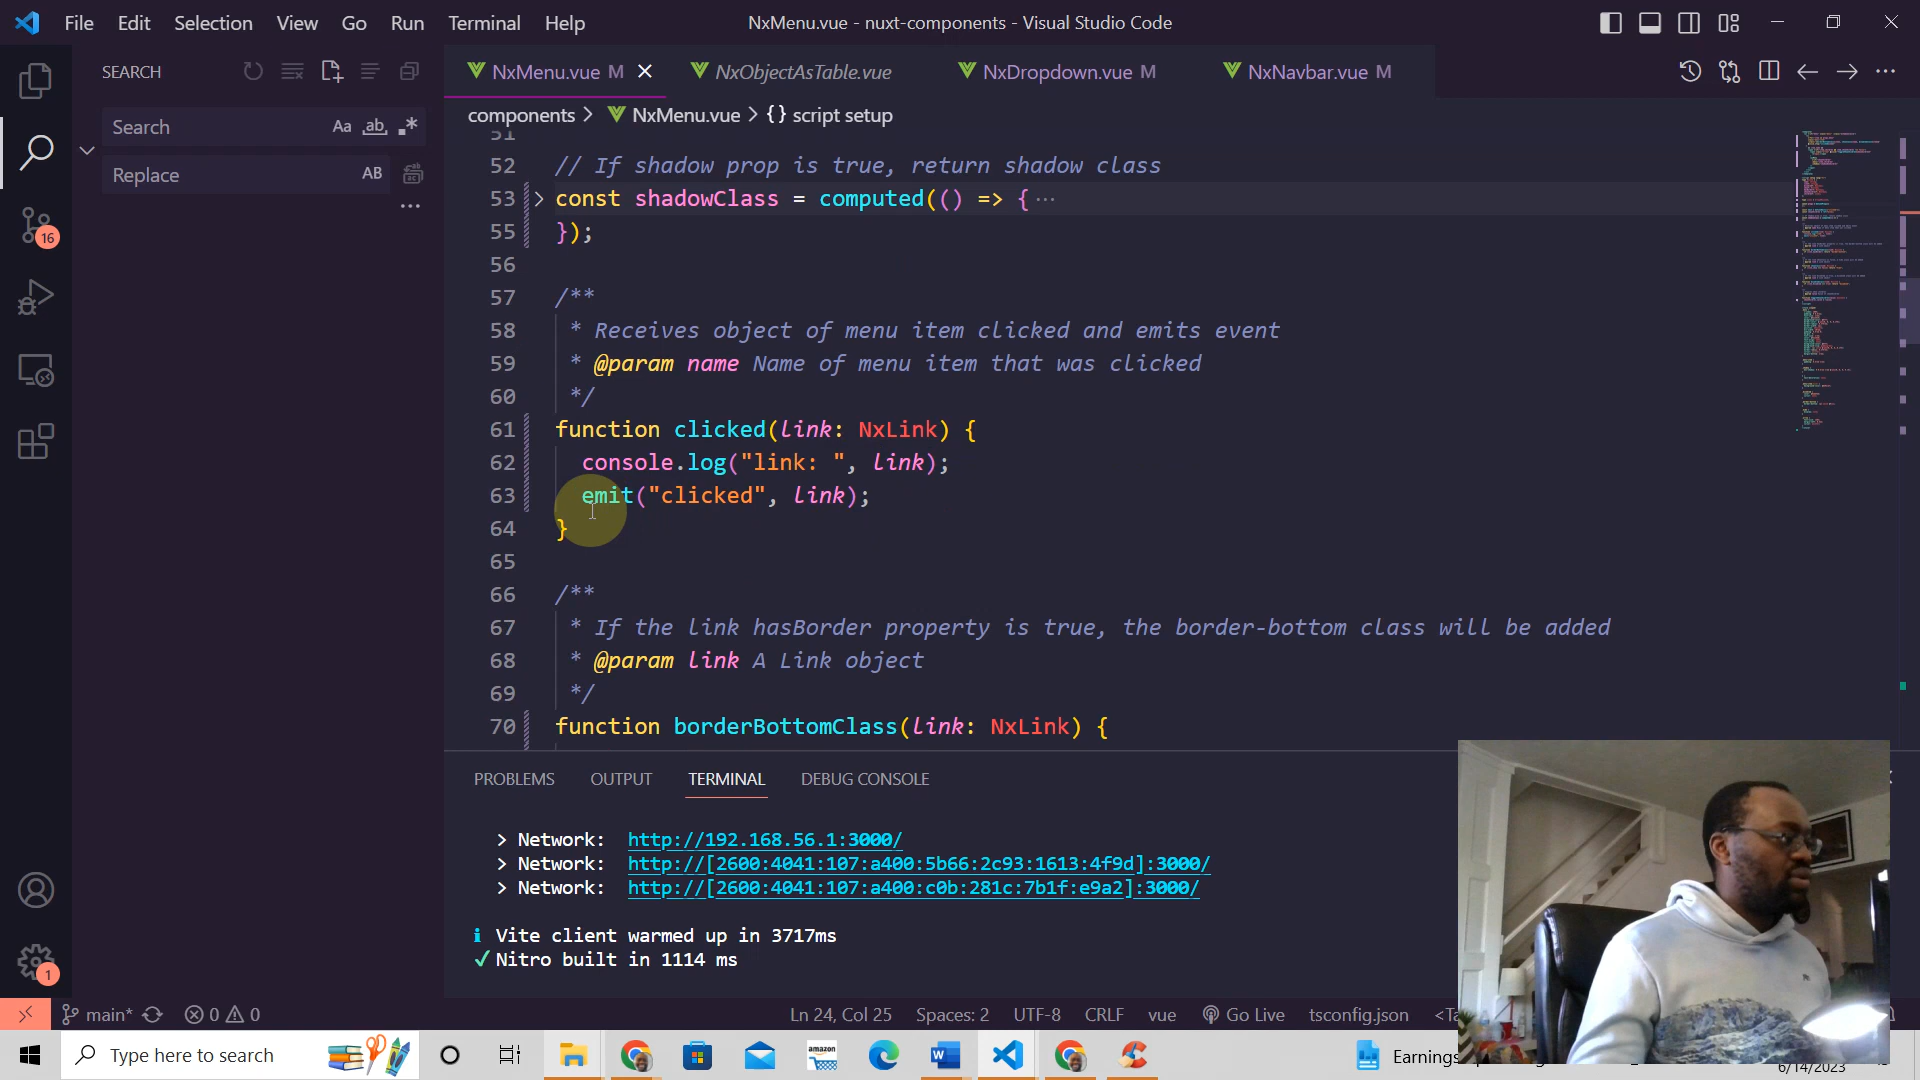 File Edit Selection View Go Run Terminal Help
NxMenu.vue - nuxt-components - Visual Studio Code
SEARCH
Search
Aa ab
Replace
AB
NxMenu.vue M
NxObjectAsTable.vue
NxDropdown.vue M
NxNavbar.vue M
components > NxMenu.vue > {} script setup
51
52 // If shadow prop is true, return shadow class
53 const shadowClass = computed(() => { ...
55 });
56
57 /**
58 * Receives object of menu item clicked and emits event
59 * @param name Name of menu item that was clicked
60 */
61 function clicked(link: NxLink) {
62 console.log("link: ", link);
63 emit("clicked", link);
64 }
65
66 /**
67 * If the link hasBorder property is true, the border-bottom class will be added
68 * @param link A Link object
69 */
70 function borderBottomClass(link: NxLink) {
16
1
PROBLEMS OUTPUT TERMINAL DEBUG CONSOLE
> Network: http://192.168.56.1:3000/
> Network: http://[2600:4041:107:a400:5b66:2c93:1613:4f9d]:3000/
> Network: http://[2600:4041:107:a400:c0b:281c:7b1f:e9a2]:3000/
i Vite client warmed up in 3717ms
✓ Nitro built in 1114 ms
main* 0 0
Ln 24, Col 25 Spaces: 2 UTF-8 CRLF vue Go Live tsconfig.json
Type here to search
amazon
Earnings
6/14/2023